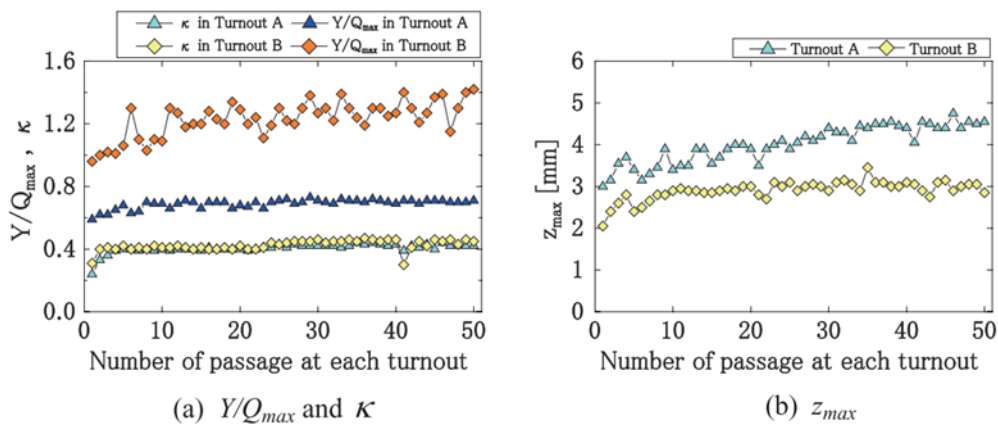 κ in Turnout A Y/Qmax in Turnout A
κ in Turnout B Y/Qmax in Turnout B
1.6
1.2
0.8
0.4
0.0
Y/Qmax , κ
0 10 20 30 40 50
Number of passage at each turnout
(a) Y/Qmax and κ
Turnout A Turnout B
6
5
4
3
2
1
0
zmax [mm]
0 10 20 30 40 50
Number of passage at each turnout
(b) zmax